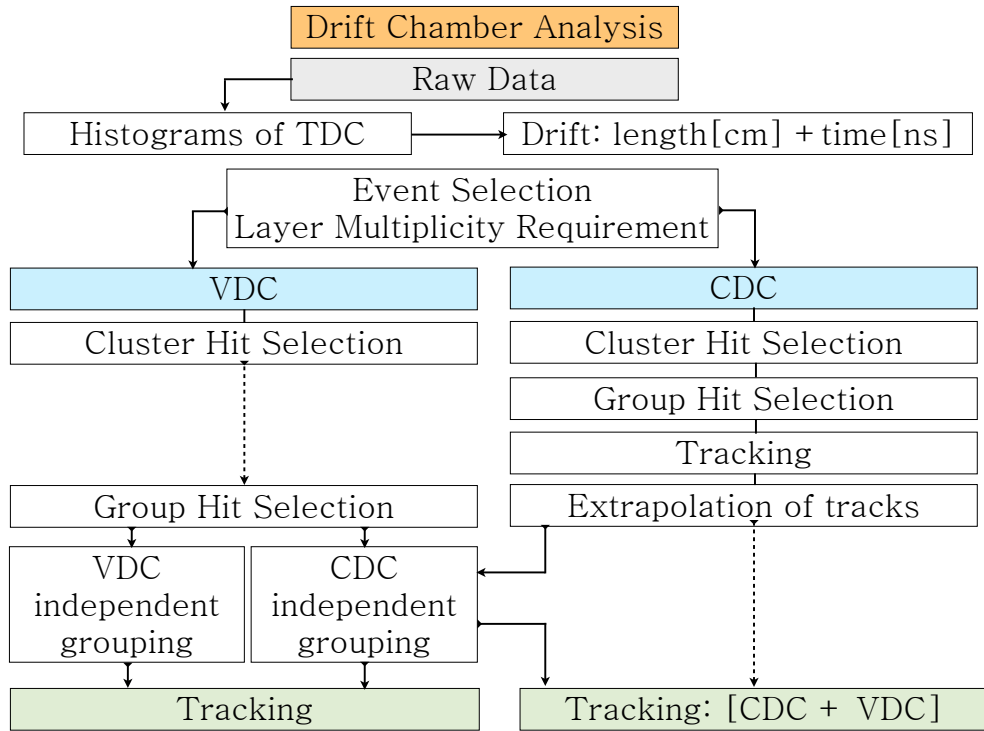 Drift Chamber Analysis
Raw Data
Histograms of TDC
Drift: length[cm] + time[ns]
Event Selection
Layer Multiplicity Requirement
VDC
Cluster Hit Selection
Group Hit Selection
VDC
independent
grouping
CDC
independent
grouping
Tracking
CDC
Cluster Hit Selection
Group Hit Selection
Tracking
Extrapolation of tracks
Tracking: [CDC + VDC]